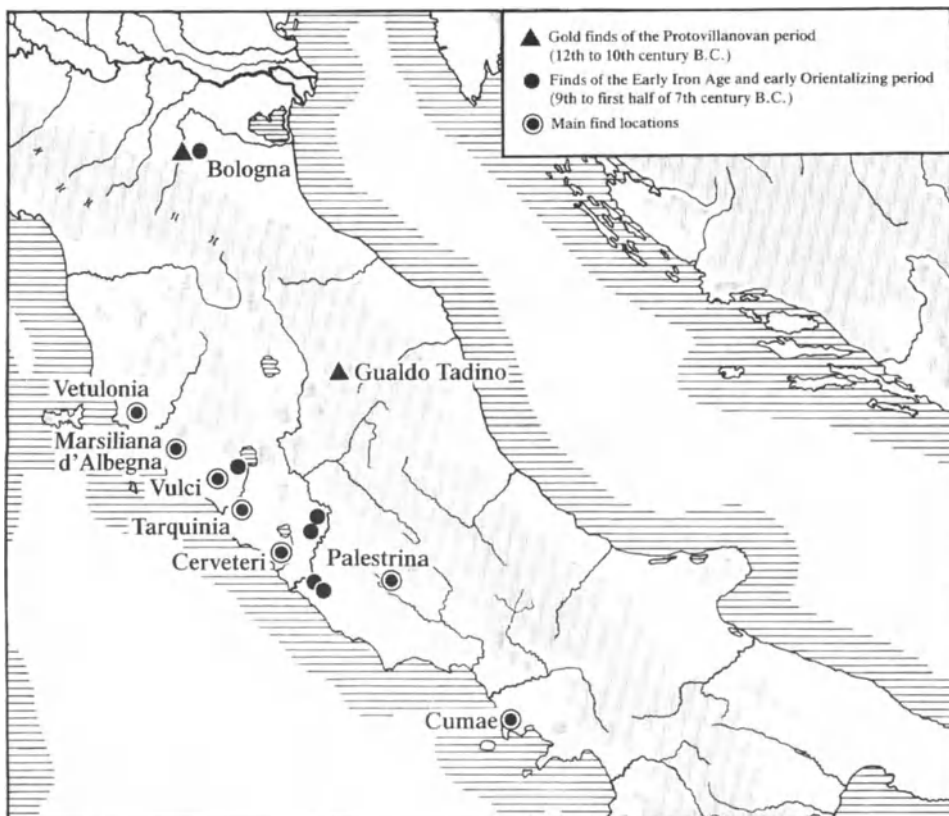 Gold finds of the Protovillanovan period
(12th to 10th century B.C.)
Finds of the Early Iron Age and early Orientalizing period
(9th to first half of 7th century B.C.)
Main find locations
Bologna
Gualdo Tadino
Vetulonia
Marsiliana
d'Albegna
Vulci
Tarquinia
Cerveteri
Palestrina
Cumae